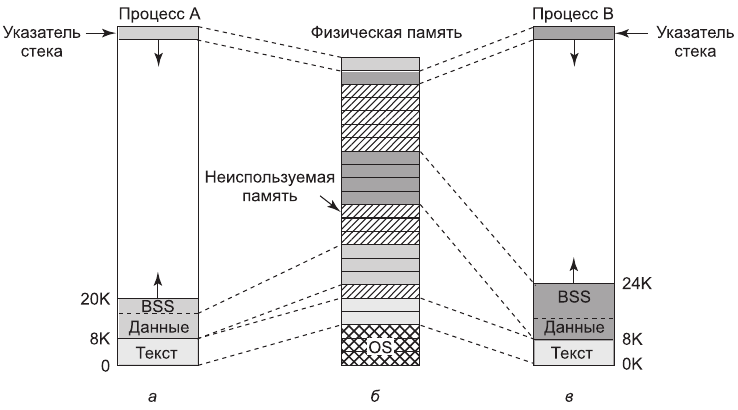 Процесс А
Физическая память
Процесс В
Указатель
стека
Указатель
стека
Неиспользуемая
память
20K
BSS
Данные
8K
Текст
0
OS
24K
BSS
Данные
8K
Текст
0K
а
б
в